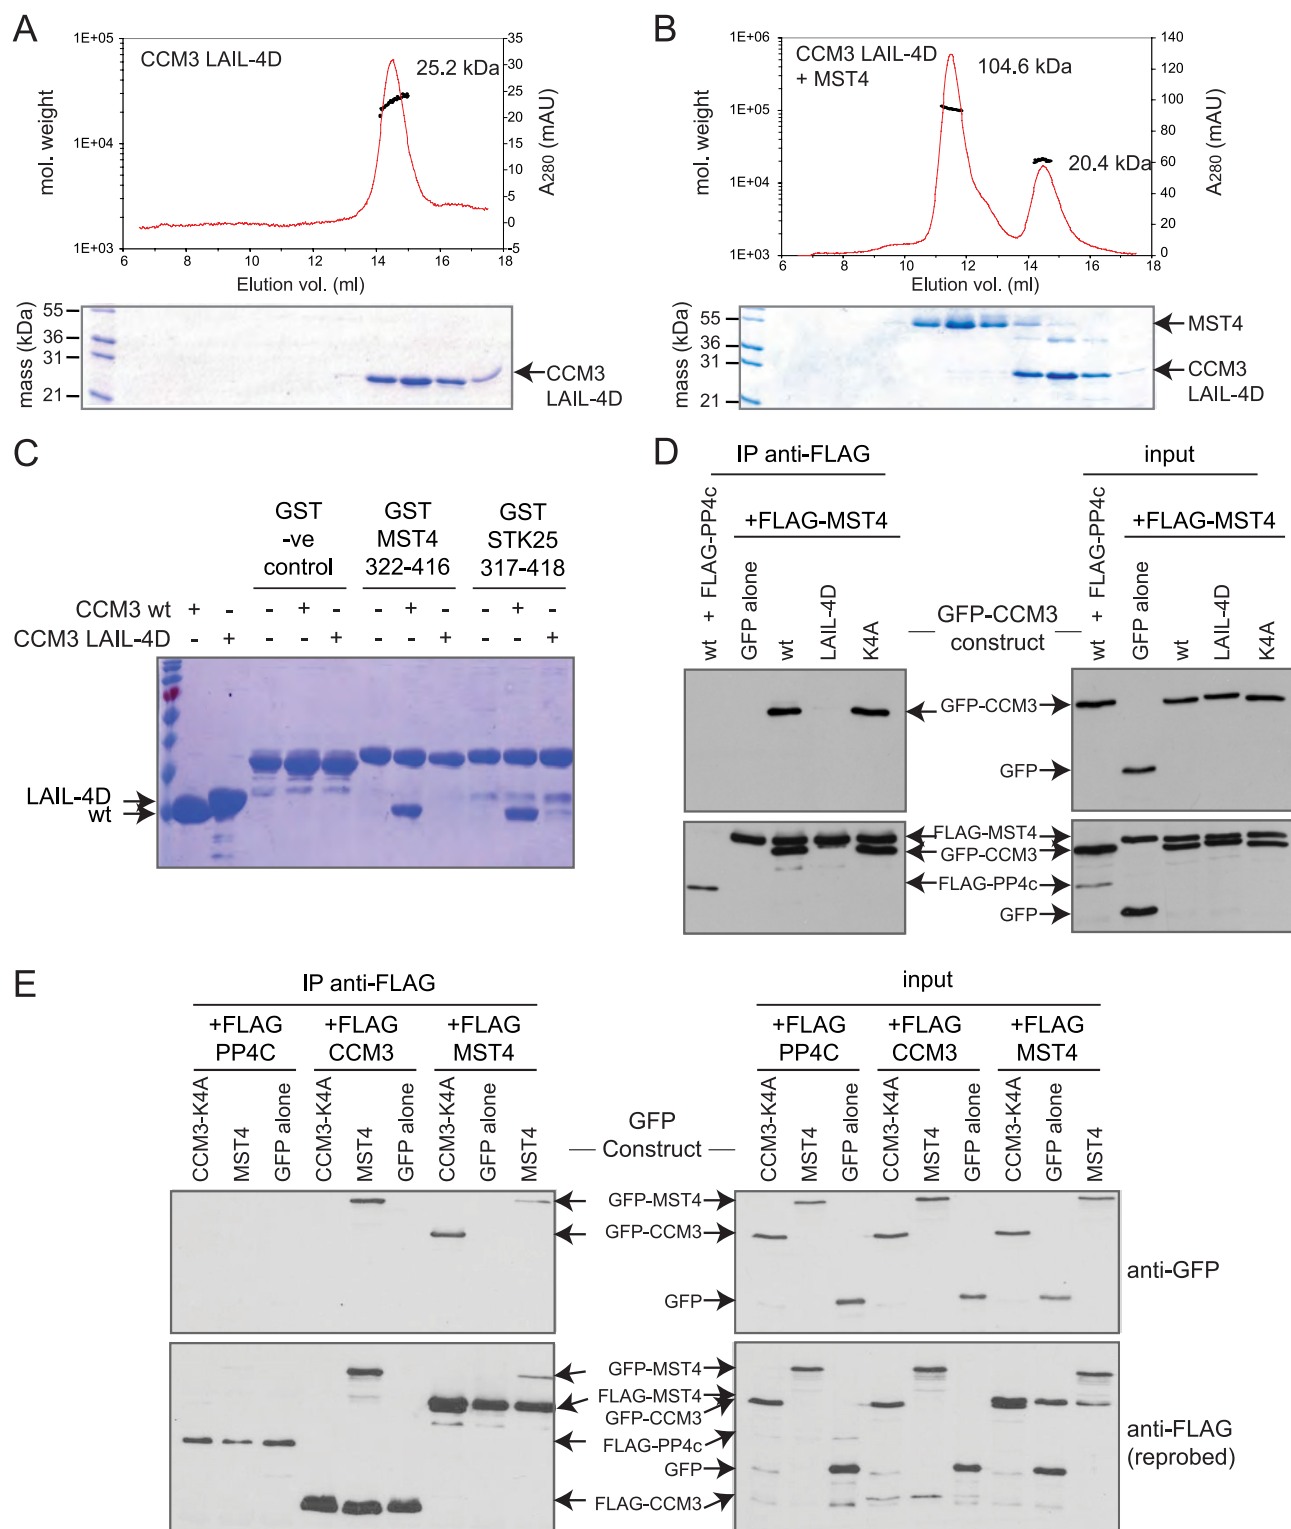 A
CCM3 LAIL-4D
25.2 kDa
1E+05
1E+04
1E+03
mol. weight
35
30
25
20
15
10
5
0
-5
A280 (mAU)
6 8 10 12 14 16 18
Elution vol. (ml)
mass (kDa)
55
36
31
21
CCM3
LAIL-4D
B
CCM3 LAIL-4D
+ MST4
104.6 kDa
20.4 kDa
1E+06
1E+05
1E+04
1E+03
mol. weight
140
120
100
80
60
40
20
0
A280 (mAU)
6 8 10 12 14 16 18
Elution vol. (ml)
mass (kDa)
55
36
31
21
MST4
CCM3
LAIL-4D
C
GST
-ve
control
GST
MST4
322-416
GST
STK25
317-418
CCM3 wt + - - + - - + - - + -
CCM3 LAIL-4D - + - - + - - + - - +
LAIL-4D
wt
D
IP anti-FLAG
input
wt + FLAG-PP4c
+FLAG-MST4
GFP alone
wt
LAIL-4D
K4A
GFP-CCM3
construct
wt + FLAG-PP4c
+FLAG-MST4
GFP alone
wt
LAIL-4D
K4A
GFP-CCM3
GFP
FLAG-MST4
GFP-CCM3
FLAG-PP4c
GFP
E
IP anti-FLAG
input
+FLAG
PP4C
+FLAG
CCM3
+FLAG
MST4
+FLAG
PP4C
+FLAG
CCM3
+FLAG
MST4
CCM3-K4A
MST4
GFP alone
CCM3-K4A
MST4
GFP alone
CCM3-K4A
GFP alone
MST4
GFP
Construct
CCM3-K4A
MST4
GFP alone
CCM3-K4A
MST4
GFP alone
CCM3-K4A
GFP alone
MST4
GFP-MST4
GFP-CCM3
GFP
anti-GFP
GFP-MST4
FLAG-MST4
GFP-CCM3
FLAG-PP4c
GFP
FLAG-CCM3
anti-FLAG
(reprobed)